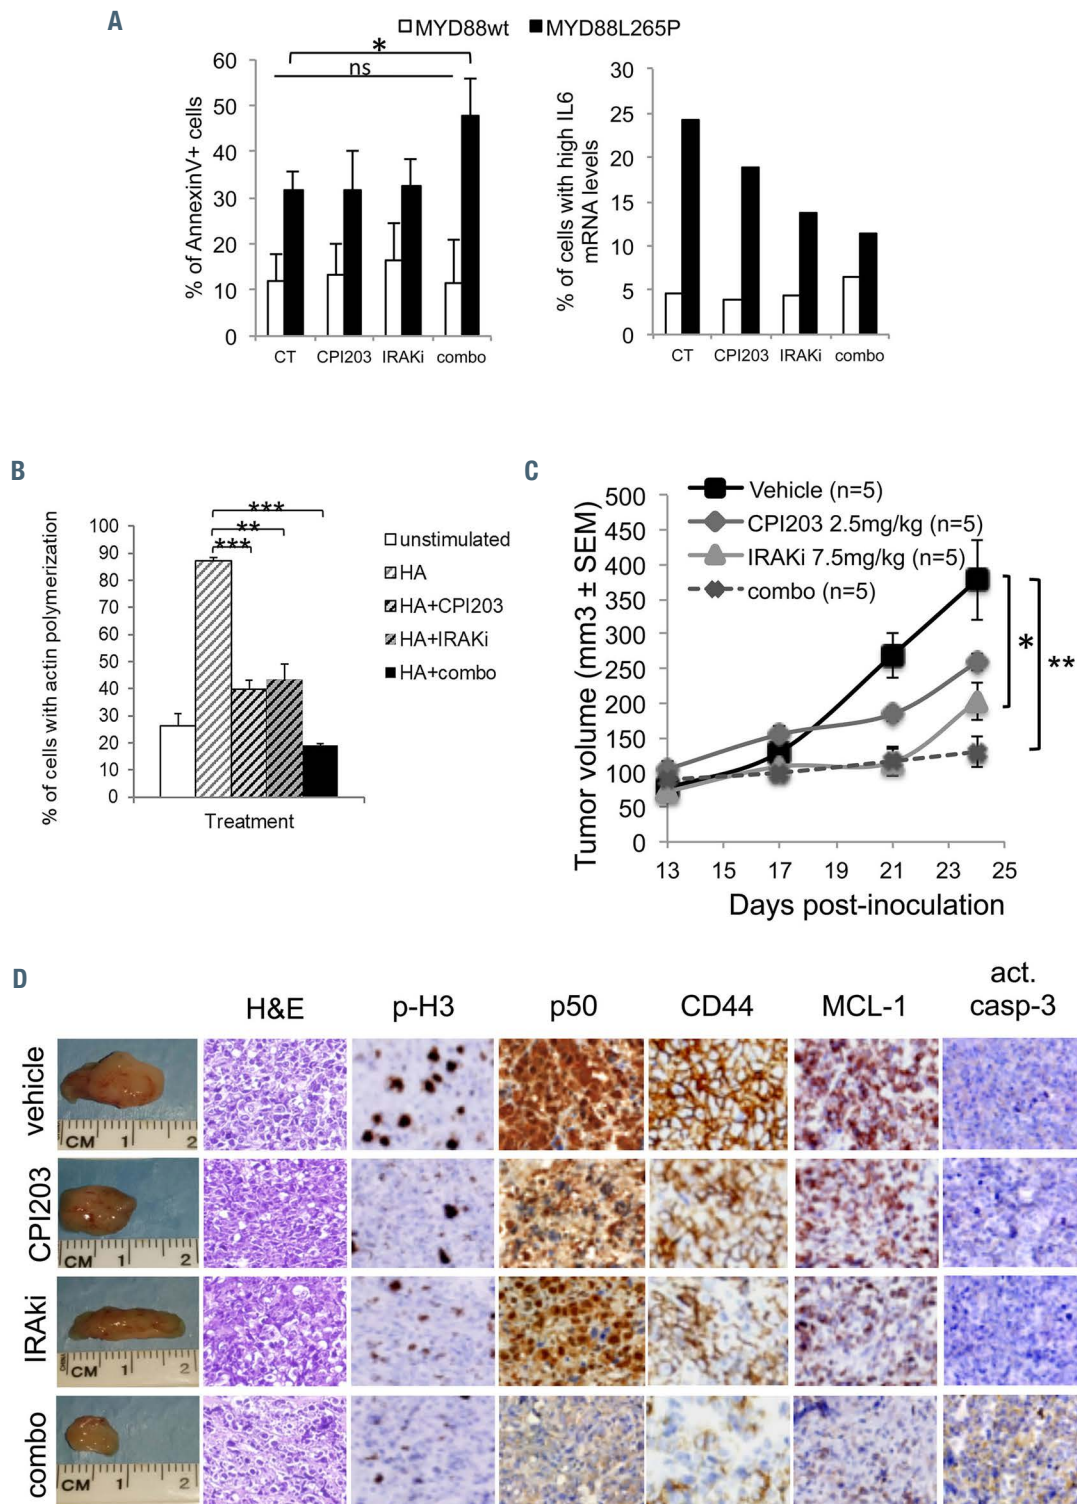 A
MYD88wt MYD88L265P
% of AnnexinV+ cells
60
50
40
30
20
10
0
*
ns
CT CPI203 IRAKi combo
% of cells with high IL6
mRNA levels
30
25
20
15
10
5
0
CT CPI203 IRAKi combo
B
% of cells with actin polymerization
100
90
80
70
60
50
40
30
20
10
0
***
**
***
Treatment
unstimulated
HA
HA+CPI203
HA+IRAKi
HA+combo
C
Tumor volume (mm3 ± SEM)
500
450
400
350
300
250
200
150
100
50
0
Vehicle (n=5)
CPI203 2.5mg/kg (n=5)
IRAKi 7.5mg/kg (n=5)
combo (n=5)
*
**
13 15 17 19 21 23 25
Days post-inoculation
D
H&E p-H3 p50 CD44 MCL-1 act.
casp-3
vehicle
CM 1 2
CPI203
CM 1 2
IRAki
CM 1 2
combo
CM 1 2